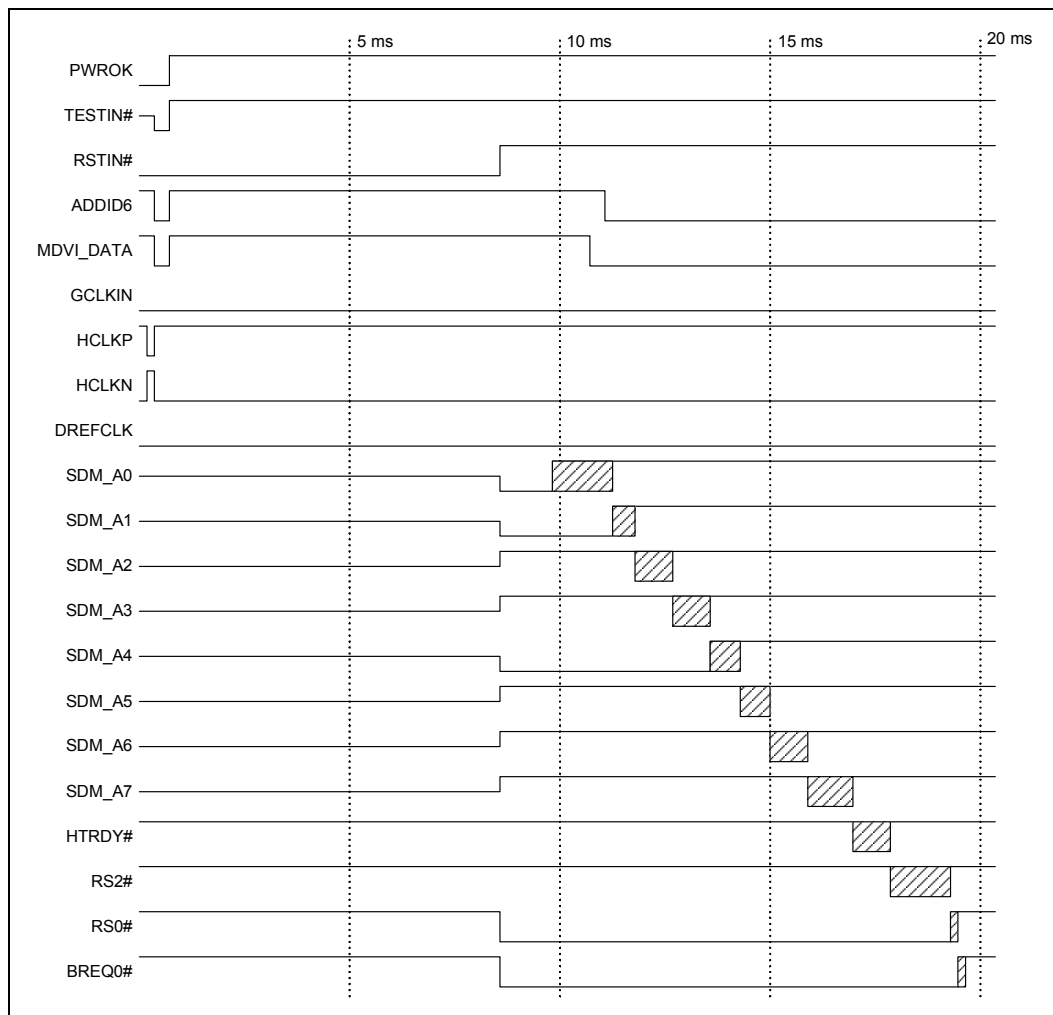 5 ms
10 ms
15 ms
20 ms
PWROK
TESTIN#
RSTIN#
ADDID6
MDVI_DATA
GCLKIN
HCLKP
HCLKN
DREFCLK
SDM_A0
SDM_A1
SDM_A2
SDM_A3
SDM_A4
SDM_A5
SDM_A6
SDM_A7
HTRDY#
RS2#
RS0#
BREQ0#